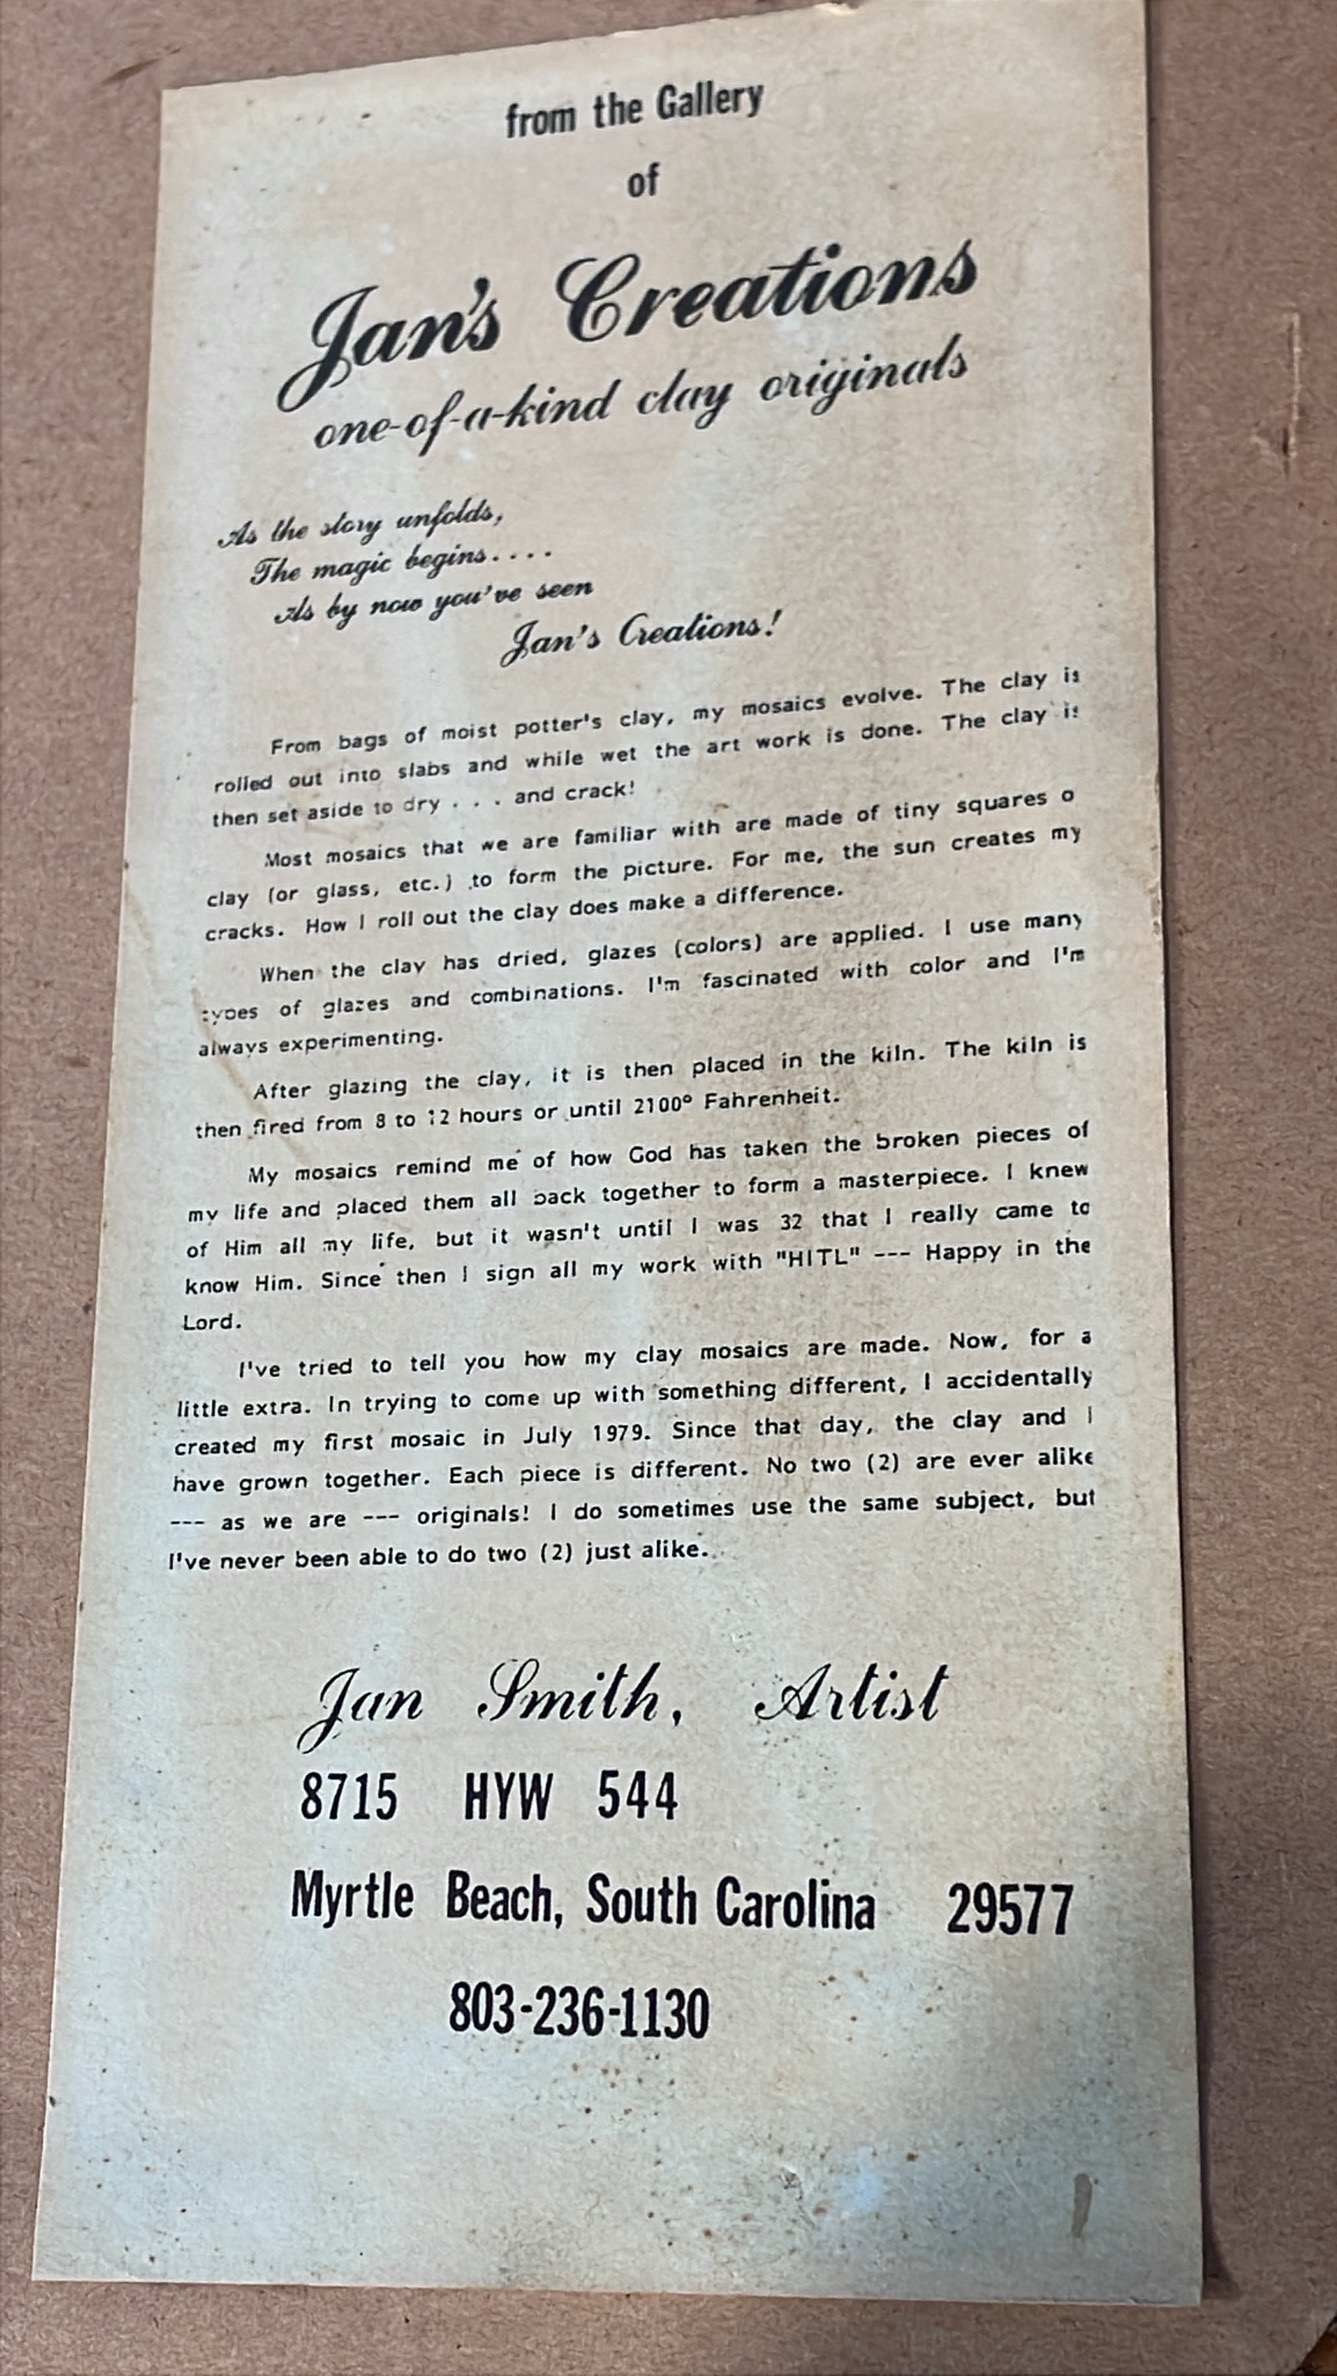 from the Gallery
of
Jan's Creations
one-of-a-kind clay originals
As the story unfolds,
The magic begins....
As by now you've seen
Jan's Creations!
From bags of moist potter's clay, my mosaics evolve. The clay is
rolled out into slabs and while wet the art work is done. The clay is
then set aside to dry . . . and crack!
Most mosaics that we are familiar with are made of tiny squares o
clay (or glass, etc.) to form the picture. For me, the sun creates my
cracks. How I roll out the clay does make a difference.
When the clay has dried, glazes (colors) are applied. I use many
types of glazes and combinations. I'm fascinated with color and I'm
always experimenting.
After glazing the clay, it is then placed in the kiln. The kiln is
then fired from 8 to 12 hours or until 2100° Fahrenheit.
My mosaics remind me of how God has taken the broken pieces of
my life and placed them all back together to form a masterpiece. I knew
of Him all my life, but it wasn't until I was 32 that I really came to
know Him. Since then I sign all my work with "HITL" --- Happy in the
Lord.
I've tried to tell you how my clay mosaics are made. Now, for a
little extra. In trying to come up with something different, I accidentally
created my first mosaic in July 1979. Since that day, the clay and I
have grown together. Each piece is different. No two (2) are ever alike
--- as we are --- originals! I do sometimes use the same subject, but
I've never been able to do two (2) just alike.
Jan Smith, Artist
8715 HYW 544
Myrtle Beach, South Carolina 29577
803-236-1130